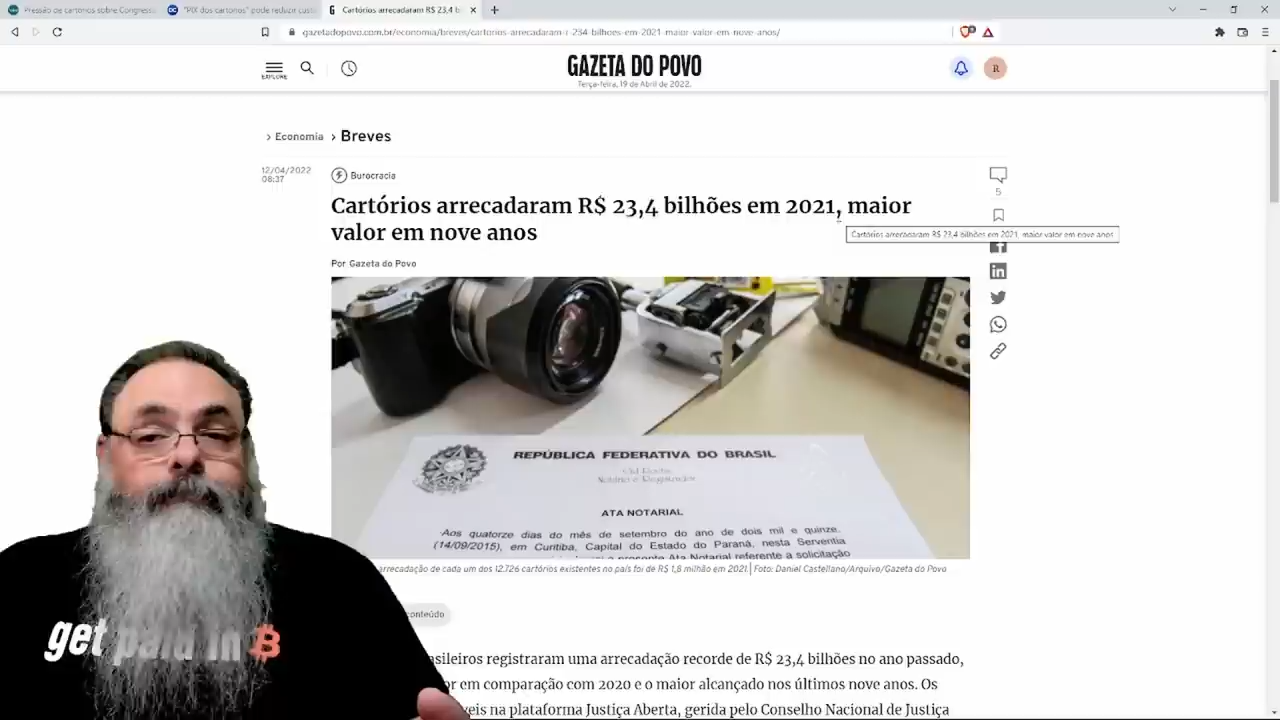 Pressão de cartórios sobre Congress
"PIX dos cartórios" pode reduzir cust
Cartórios arrecadaram R$ 23,4 b
gazetadopovo.com.br/economia/breves/cartorios-arrecadaram-r-234-bilhoes-em-2021-maior-valor-em-nove-anos/
EXPLORE
GAZETA DO POVO
Terça-feira, 19 de Abril de 2022.
R
> Economia > Breves
12/04/2022
08:37
Burocracia
5
Cartórios arrecadaram R$ 23,4 bilhões em 2021, maior
valor em nove anos
Cartórios arrecadaram R$ 23,4 bilhões em 2021, maior valor em nove anos
Por Gazeta do Povo
REPÚBLICA FEDERATIVA DO BRASIL
ATA NOTARIAL
Aos quatorze dias do mês de setembro do ano de dois mil e quinze,
(14/09/2015), em Curitiba, Capital do Estado do Paraná, nesta Serventia
a presente Ata Notarial referente a solicitação
arrecadação de cada um dos 12.726 cartórios existentes no país foi de R$ 1,8 milhão em 2021.| Foto: Daniel Castellano/Arquivo/Gazeta do Povo
conteúdo
asileiros registraram uma arrecadação recorde de R$ 23,4 bilhões no ano passado,
or em comparação com 2020 e o maior alcançado nos últimos nove anos. Os
veis na plataforma Justiça Aberta, gerida pelo Conselho Nacional de Justiça
get paid in ₿